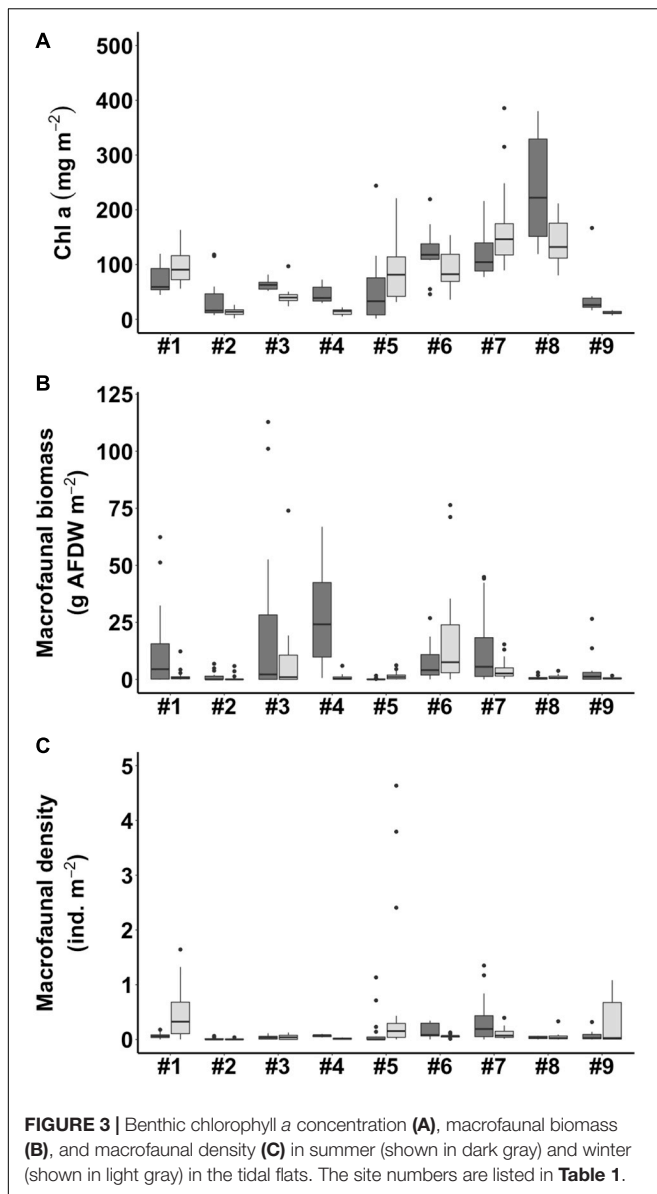 A
Chl a (mg m⁻²)
500
400
300
200
100
0
#1 #2 #3 #4 #5 #6 #7 #8 #9
B
Macrofaunal biomass
(g AFDW m⁻²)
125
100
75
50
25
0
#1 #2 #3 #4 #5 #6 #7 #8 #9
C
Macrofaunal density
(ind. m⁻²)
5
4
3
2
1
0
#1 #2 #3 #4 #5 #6 #7 #8 #9
FIGURE 3 | Benthic chlorophyll a concentration (A), macrofaunal biomass
(B), and macrofaunal density (C) in summer (shown in dark gray) and winter
(shown in light gray) in the tidal flats. The site numbers are listed in Table 1.